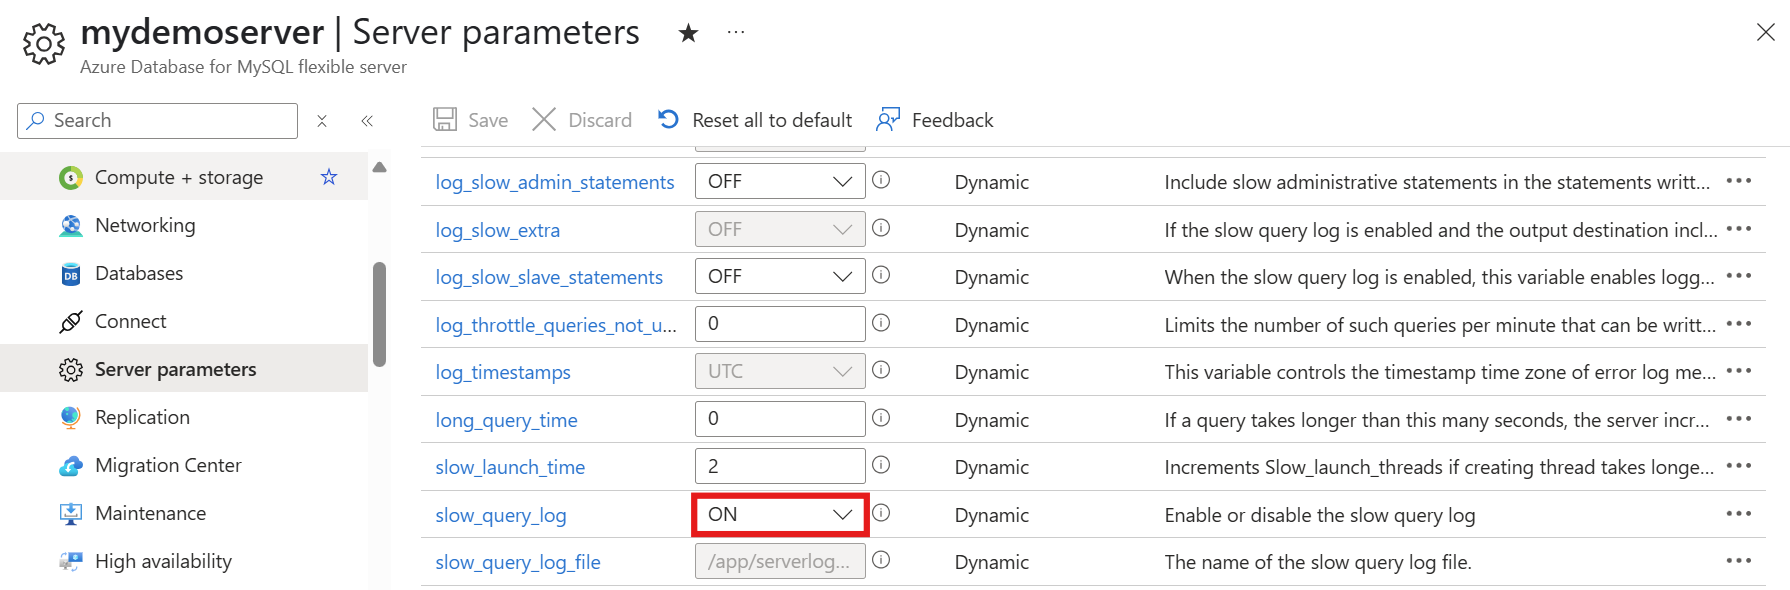 mydemoserver | Server parameters ★ ...
Azure Database for MySQL flexible server
Search
Save Discard Reset all to default Feedback
Compute + storage
Networking
Databases
Connect
Server parameters
Replication
Migration Center
Maintenance
High availability
log_slow_admin_statements OFF Dynamic Include slow administrative statements in the statements writt...
log_slow_extra OFF Dynamic If the slow query log is enabled and the output destination incl...
log_slow_slave_statements OFF Dynamic When the slow query log is enabled, this variable enables logg...
log_throttle_queries_not_u... 0 Dynamic Limits the number of such queries per minute that can be writt...
log_timestamps UTC Dynamic This variable controls the timestamp time zone of error log me...
long_query_time 0 Dynamic If a query takes longer than this many seconds, the server incr...
slow_launch_time 2 Dynamic Increments Slow_launch_threads if creating thread takes longe...
slow_query_log ON Dynamic Enable or disable the slow query log
slow_query_log_file /app/serverlog... Dynamic The name of the slow query log file.